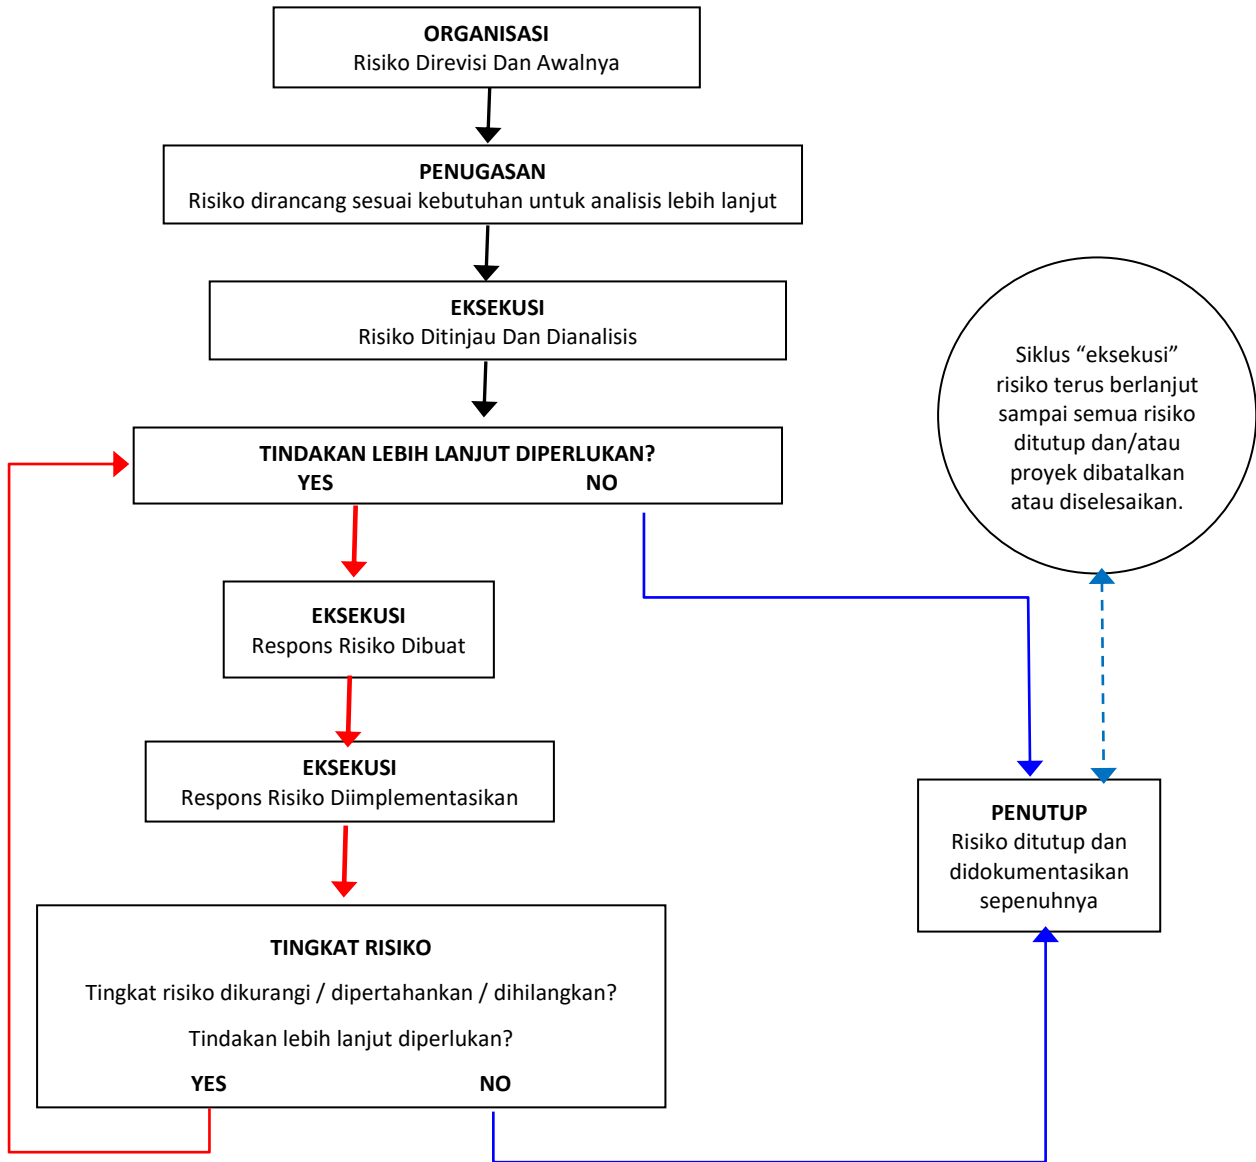 ORGANISASI
Risiko Direvisi Dan Awalnya
PENUGASAN
Risiko dirancang sesuai kebutuhan untuk analisis lebih lanjut
EKSEKUSI
Risiko Ditinjau Dan Dianalisis
TINDAKAN LEBIH LANJUT DIPERLUKAN?
YES NO
EKSEKUSI
Respons Risiko Dibuat
EKSEKUSI
Respons Risiko Diimplementasikan
TINGKAT RISIKO
Tingkat risiko dikurangi / dipertahankan / dihilangkan?
Tindakan lebih lanjut diperlukan?
YES NO
Siklus “eksekusi”
risiko terus berlanjut
sampai semua risiko
ditutup dan/atau
proyek dibatalkan
atau diselesaikan.
PENUTUP
Risiko ditutup dan
didokumentasikan
sepenuhnya